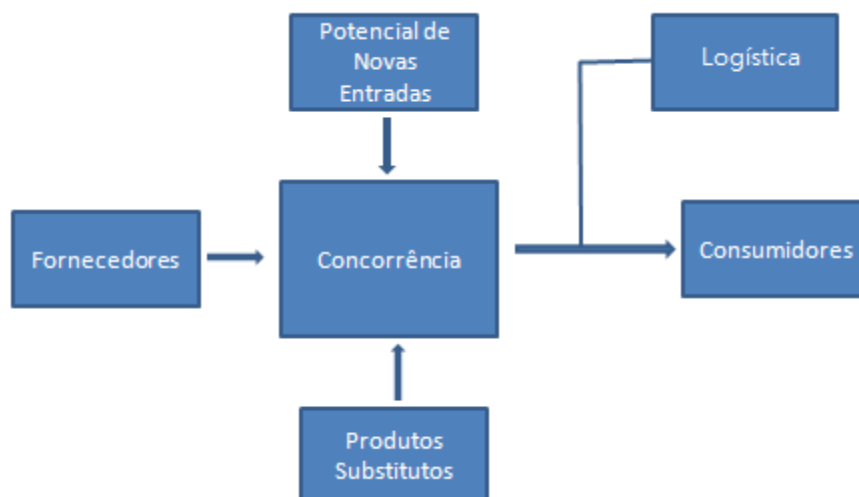 Potencial de
Novas
Entradas
Logística
Fornecedores
Concorrência
Consumidores
Produtos
Substitutos